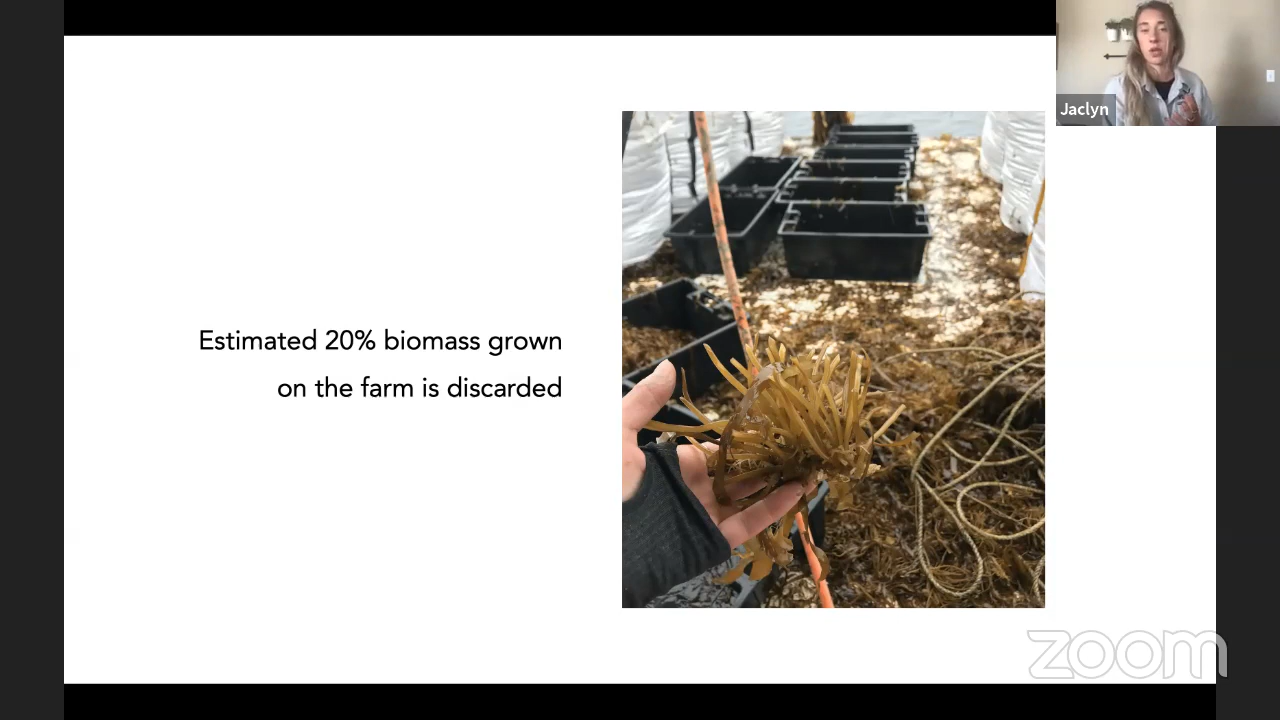 Jaclyn
Estimated 20% biomass grown
on the farm is discarded
zoom